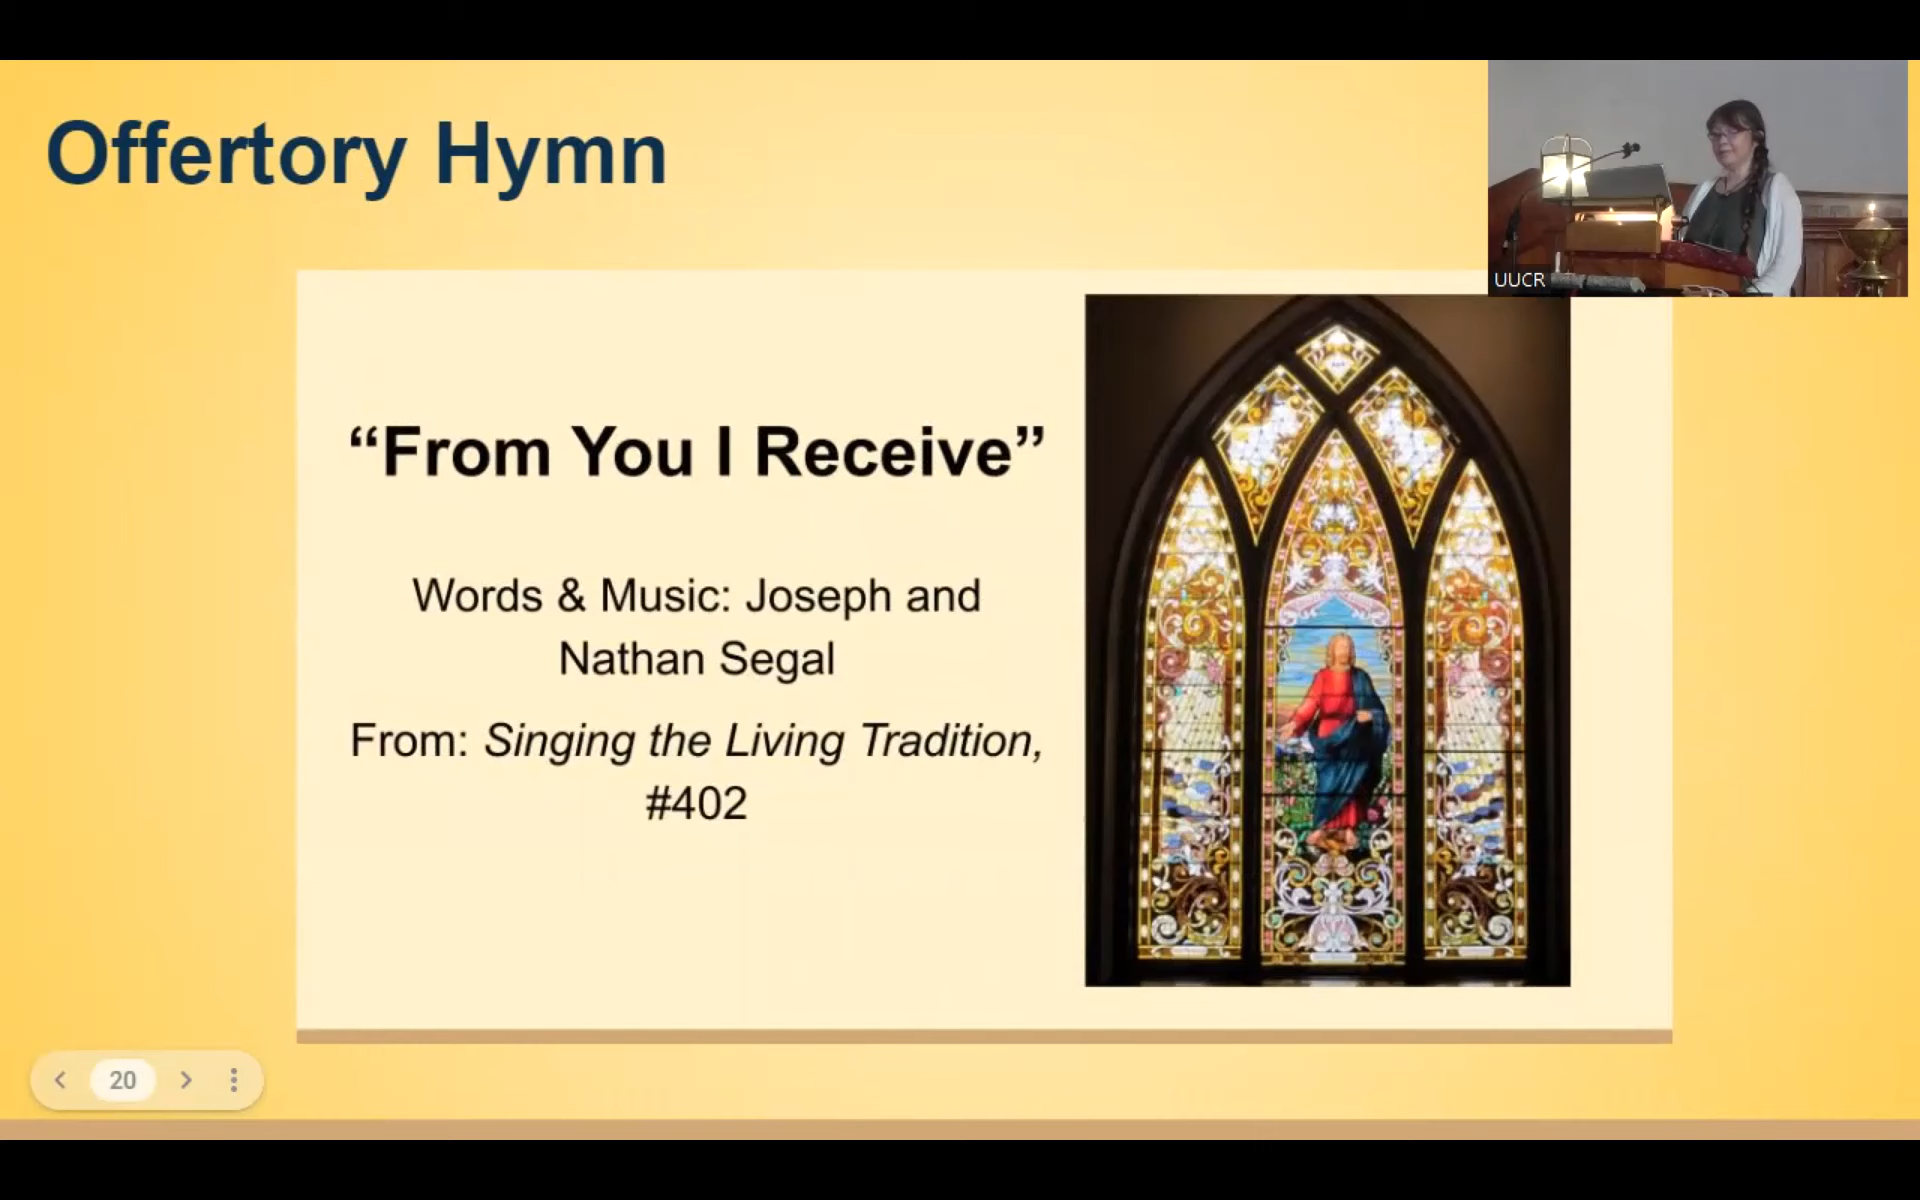 Offertory Hymn
UUCR
“From You I Receive”
Words & Music: Joseph and
Nathan Segal
From: Singing the Living Tradition,
#402
20